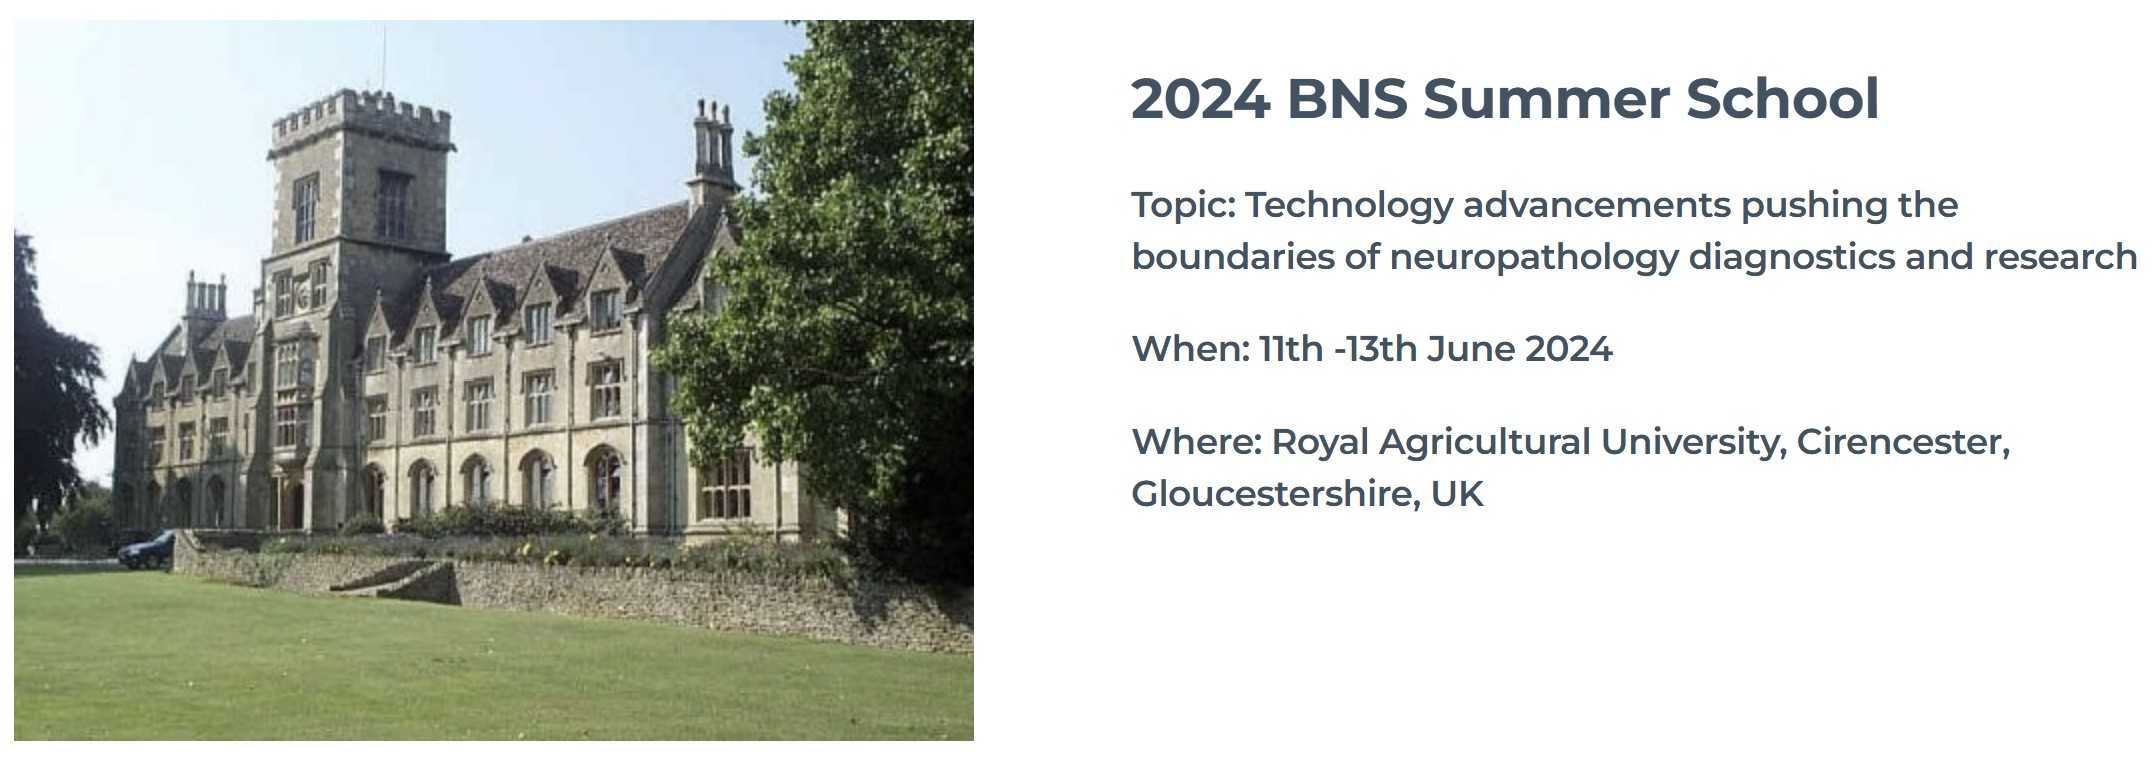 2024 BNS Summer School
Topic: Technology advancements pushing the
boundaries of neuropathology diagnostics and research
When: 11th -13th June 2024
Where: Royal Agricultural University, Cirencester,
Gloucestershire, UK